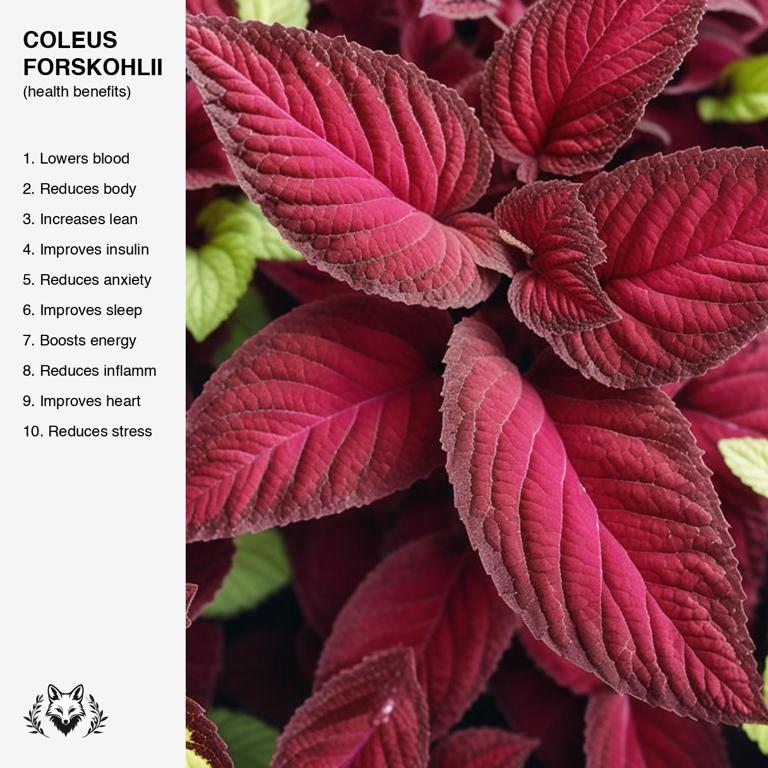 COLEUS
FORSKOHLII
(health benefits)
1. Lowers blood
2. Reduces body
3. Increases lean
4. Improves insulin
5. Reduces anxiety
6. Improves sleep
7. Boosts energy
8. Reduces inflamm
9. Improves heart
10. Reduces stress